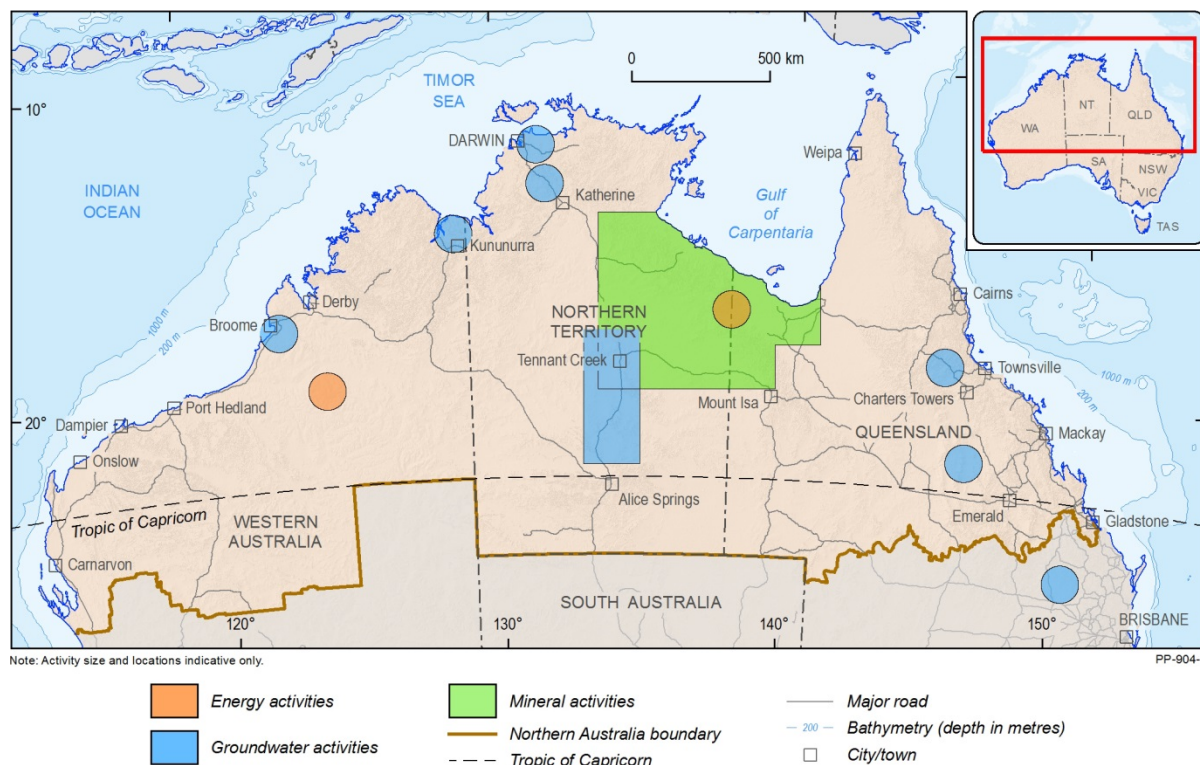 0 500 km
TIMOR
SEA
10°
DARWIN
Weipa
INDIAN
OCEAN
Katherine
Gulf
of
Carpentaria
Kununurra
Derby
Cairns
NORTHERN
TERRITORY
Broome
1000 m
200 m
Tennant Creek
Townsville
1000 m
200 m
Port Hedland
Mount Isa
Charters Towers
Dampier
20°
QUEENSLAND
Mackay
Onslow
Alice Springs
Emerald
Tropic of Capricorn
WESTERN
AUSTRALIA
Gladstone
Carnarvon
SOUTH AUSTRALIA
120°
130°
140°
150°
BRISBANE
NT
QLD
WA
SA
NSW
VIC
TAS
Note: Activity size and locations indicative only.
PP-904-
Energy activities
Groundwater activities
Mineral activities
Northern Australia boundary
Tropic of Capricorn
Major road
200 Bathymetry (depth in metres)
City/town